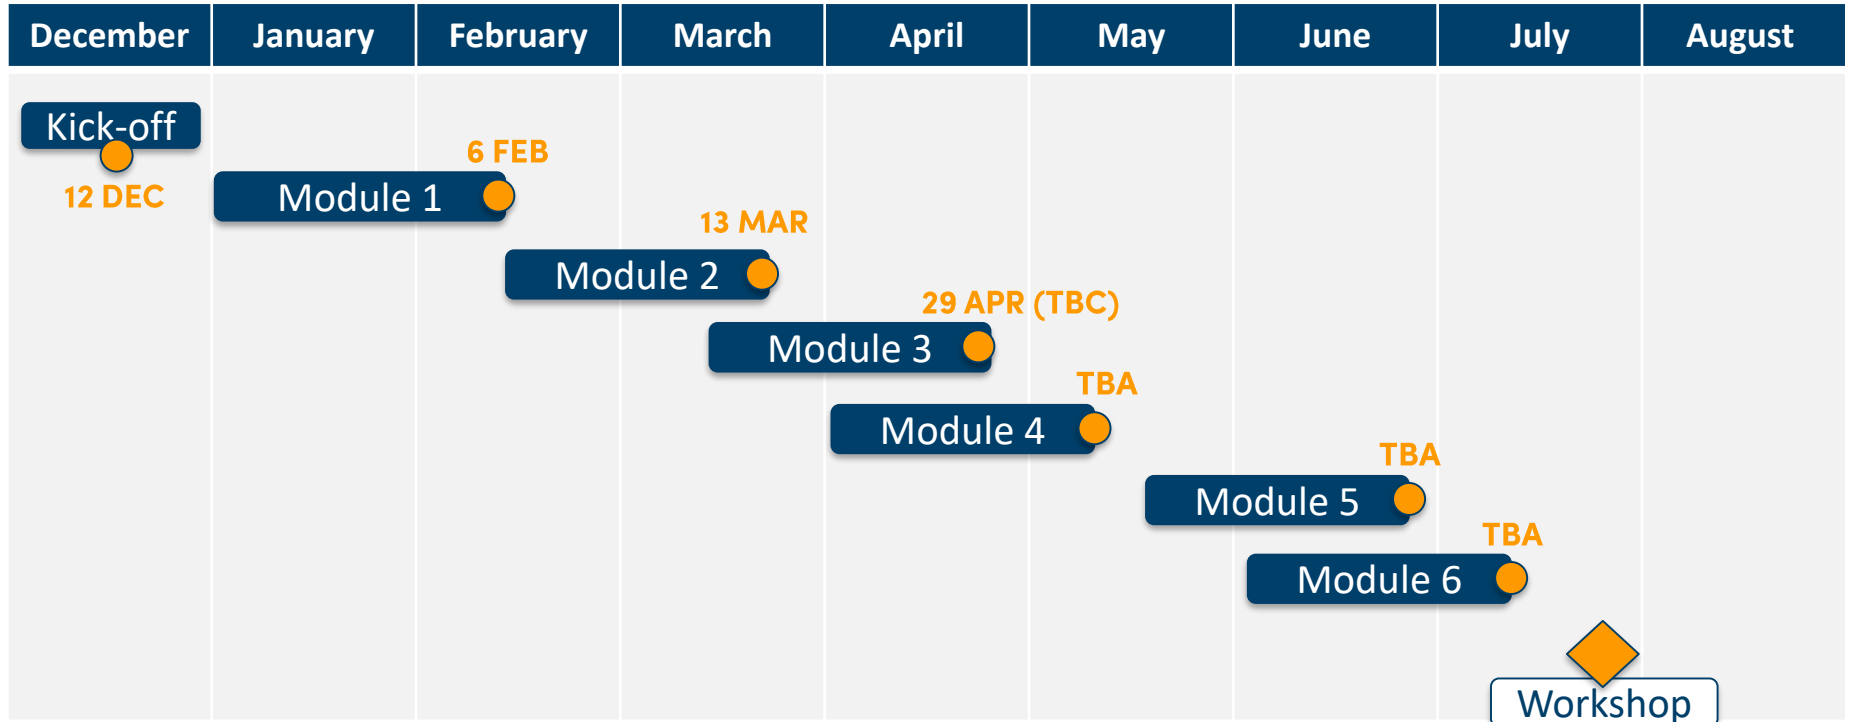 December January February March April May June July August
Kick-off
12 DEC
6 FEB
Module 1
13 MAR
Module 2
29 APR (TBC)
Module 3
TBA
Module 4
TBA
Module 5
TBA
Module 6
Workshop